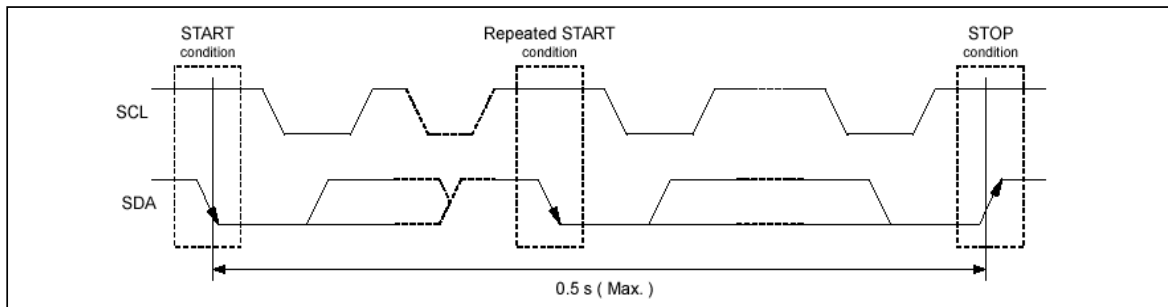 START
condition
Repeated START
condition
STOP
condition
SCL
SDA
0.5 s ( Max. )